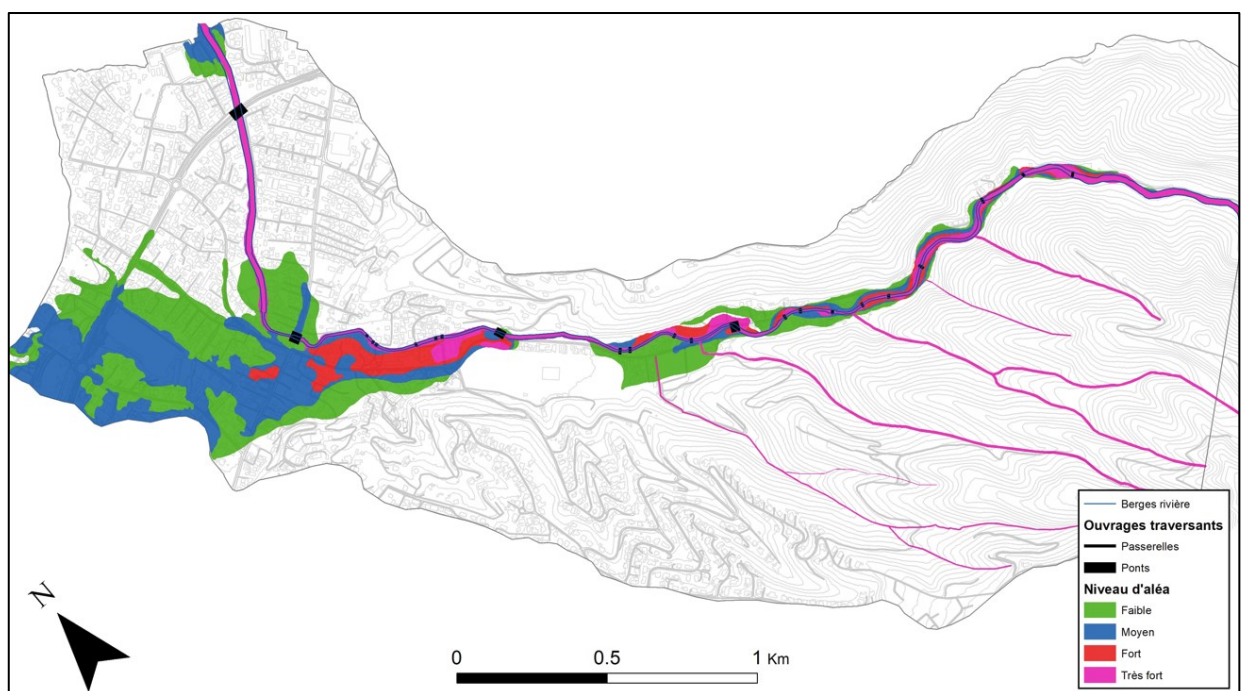 Berges rivière
Ouvrages traversants
Passerelles
Ponts
Niveau d'aléa
Faible
Moyen
Fort
Très fort
N
0 0.5 1 Km